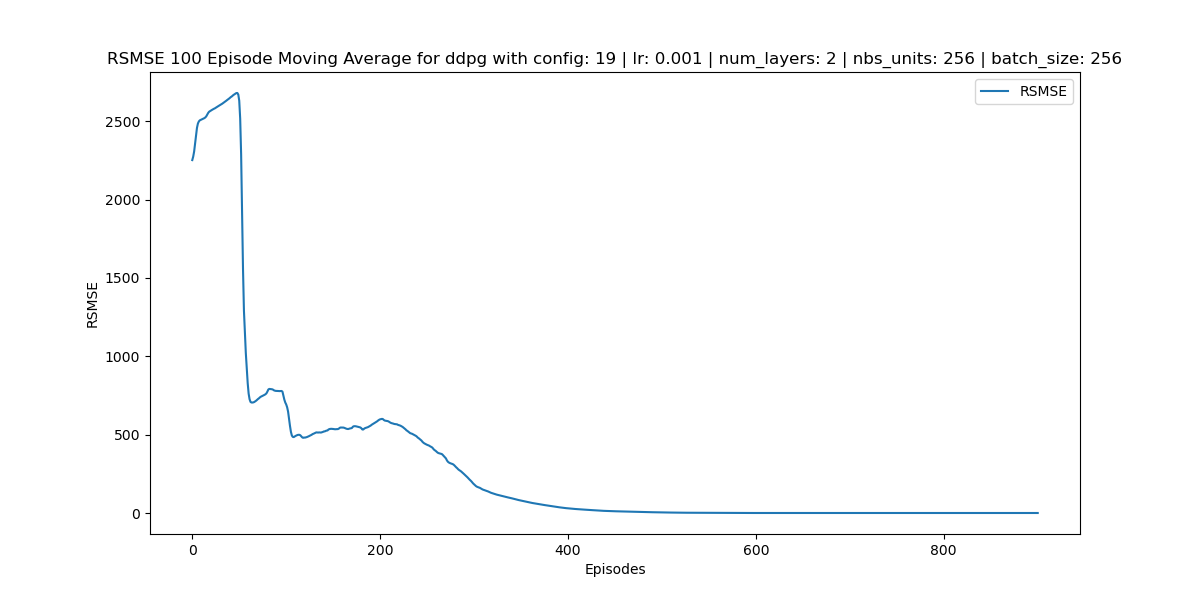 RSMSE 100 Episode Moving Average for ddpg with config: 19 | lr: 0.001 | num_layers: 2 | nbs_units: 256 | batch_size: 256
RSMSE
2500
2000
1500
1000
500
0
RSMSE
0 200 400 600 800
Episodes